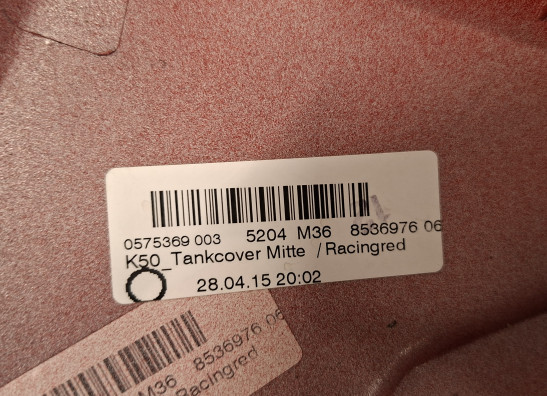 0575369 003 5204 M36 8536976 06
K50_Tankcover Mitte /Racingred
28.04.15 20:02
M36 8536976 06
Racingred